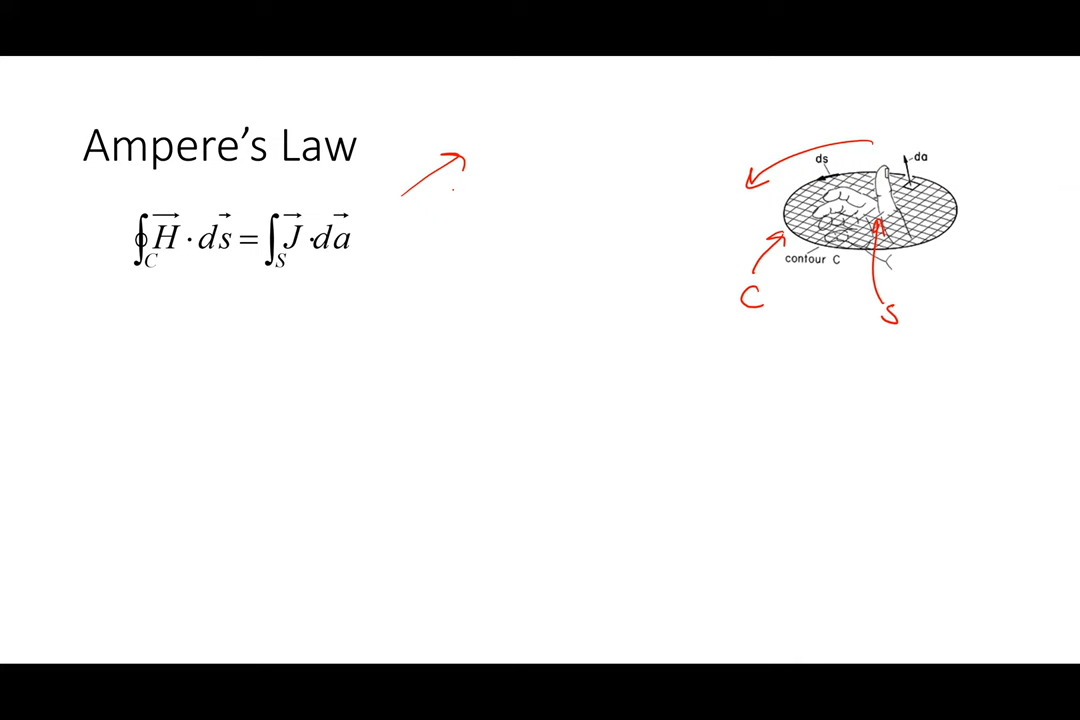 Ampere's Law
∮_C H⃗ · ds⃗ = ∫_S J⃗ · da⃗
ds
da
contour C
C
S